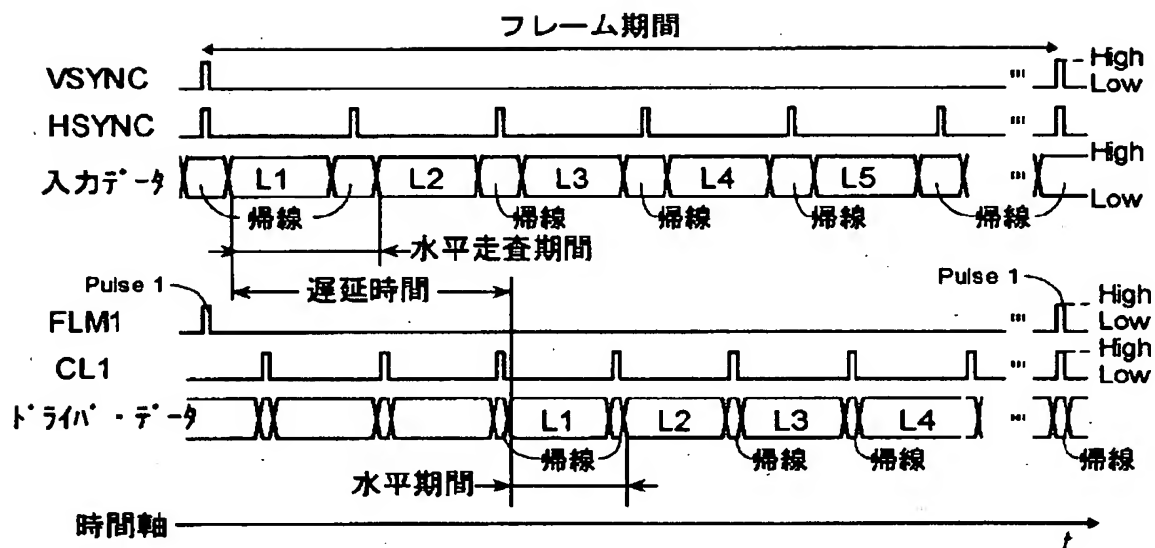 フレーム期間
VSYNC
··· High
Low
HSYNC
···
入力ﾃﾞｰﾀ
L1 L2 L3 L4 L5 ··· High
Low
帰線 帰線 帰線 帰線 帰線
水平走査期間
遅延時間
Pulse 1 Pulse 1
FLM1
··· High
Low
CL1
··· High
Low
ﾄﾞﾗｲﾊﾞ･ﾃﾞｰﾀ
L1 L2 L3 L4 ···
帰線 帰線 帰線 帰線
水平期間
時間軸
t